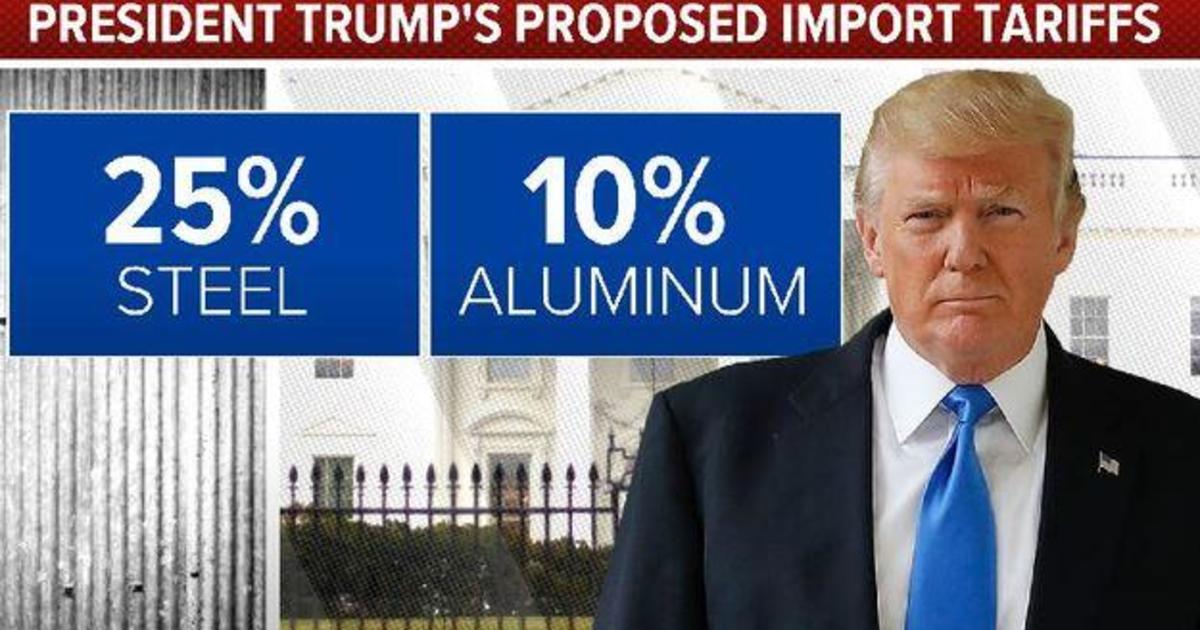 PRESIDENT TRUMP'S PROPOSED IMPORT TARIFFS
25%
STEEL
10%
ALUMINUM